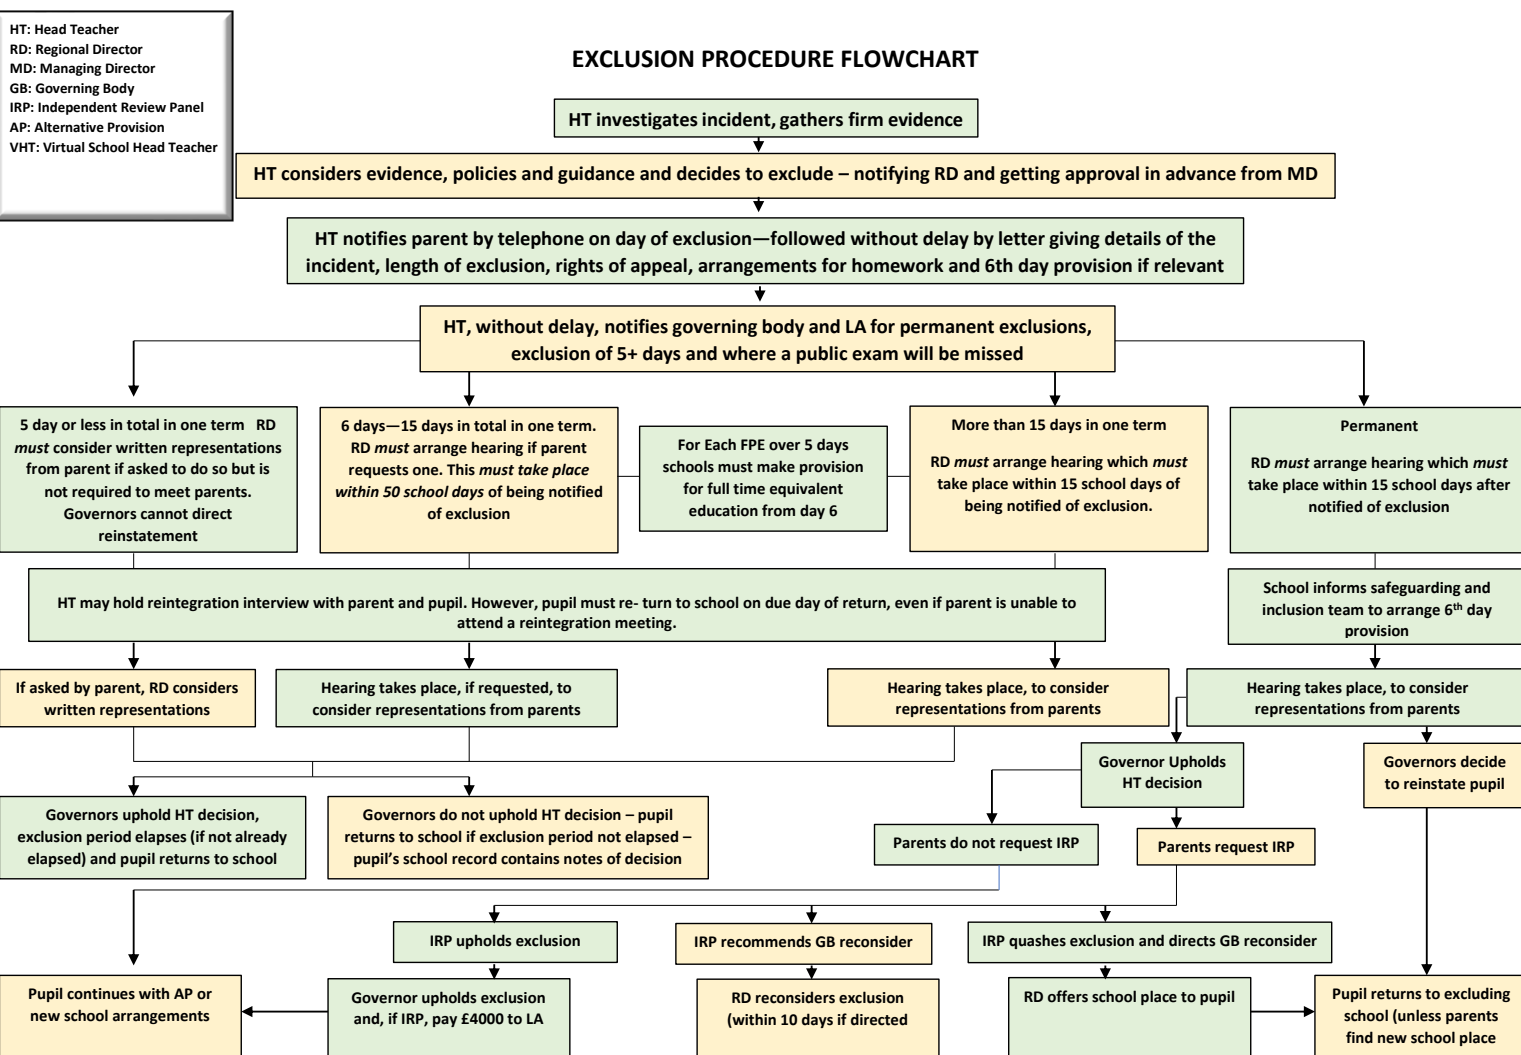 HT: Head Teacher
RD: Regional Director
MD: Managing Director
GB: Governing Body
IRP: Independent Review Panel
AP: Alternative Provision
VHT: Virtual School Head Teacher
EXCLUSION PROCEDURE FLOWCHART
HT investigates incident, gathers firm evidence
HT considers evidence, policies and guidance and decides to exclude – notifying RD and getting approval in advance from MD
HT notifies parent by telephone on day of exclusion—followed without delay by letter giving details of the
incident, length of exclusion, rights of appeal, arrangements for homework and 6th day provision if relevant
HT, without delay, notifies governing body and LA for permanent exclusions,
exclusion of 5+ days and where a public exam will be missed
5 day or less in total in one term RD
must consider written representations
from parent if asked to do so but is
not required to meet parents.
Governors cannot direct
reinstatement
6 days—15 days in total in one term.
RD must arrange hearing if parent
requests one. This must take place
within 50 school days of being notified
of exclusion
For Each FPE over 5 days
schools must make provision
for full time equivalent
education from day 6
More than 15 days in one term
RD must arrange hearing which must
take place within 15 school days of
being notified of exclusion.
Permanent
RD must arrange hearing which must
take place within 15 school days after
notified of exclusion
HT may hold reintegration interview with parent and pupil. However, pupil must re- turn to school on due day of return, even if parent is unable to
attend a reintegration meeting.
School informs safeguarding and
inclusion team to arrange 6th day
provision
If asked by parent, RD considers
written representations
Hearing takes place, if requested, to
consider representations from parents
Hearing takes place, to consider
representations from parents
Hearing takes place, to consider
representations from parents
Governor Upholds
HT decision
Governors decide
to reinstate pupil
Governors uphold HT decision,
exclusion period elapses (if not already
elapsed) and pupil returns to school
Governors do not uphold HT decision – pupil
returns to school if exclusion period not elapsed –
pupil's school record contains notes of decision
Parents do not request IRP
Parents request IRP
IRP upholds exclusion
IRP recommends GB reconsider
IRP quashes exclusion and directs GB reconsider
Pupil continues with AP or
new school arrangements
Governor upholds exclusion
and, if IRP, pay £4000 to LA
RD reconsiders exclusion
(within 10 days if directed
RD offers school place to pupil
Pupil returns to excluding
school (unless parents
find new school place